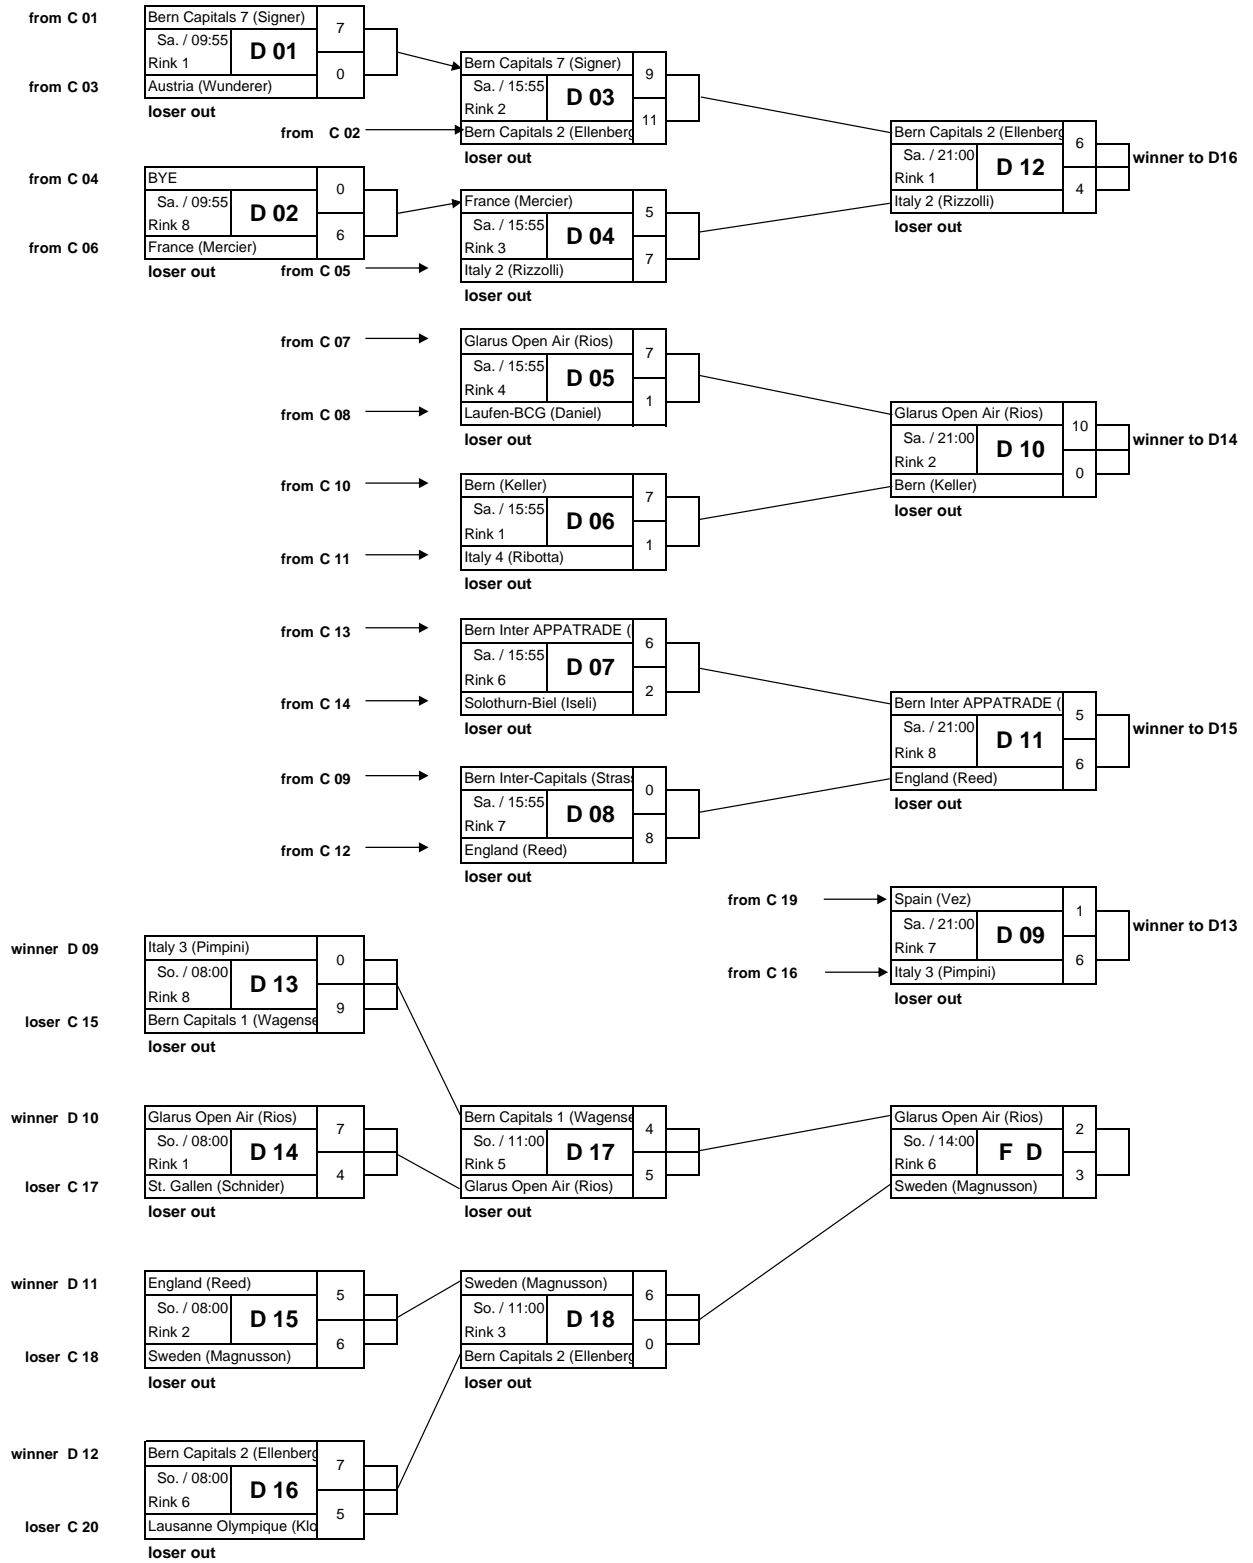 from C 01
Bern Capitals 7 (Signer)
7
Sa. / 09:55
D 01
Rink 1
0
from C 03
Austria (Wunderer)
loser out
Bern Capitals 7 (Signer)
9
Sa. / 15:55
D 03
Rink 2
11
from C 02
Bern Capitals 2 (Ellenberg
loser out
Bern Capitals 2 (Ellenberg
6
Sa. / 21:00
D 12
winner to D16
Rink 1
4
Italy 2 (Rizzolli)
loser out
from C 04
BYE
0
Sa. / 09:55
D 02
Rink 8
6
from C 06
France (Mercier)
loser out
France (Mercier)
5
Sa. / 15:55
D 04
Rink 3
7
from C 05
Italy 2 (Rizzolli)
loser out
from C 07
Glarus Open Air (Rios)
7
Sa. / 15:55
D 05
Rink 4
1
from C 08
Laufen-BCG (Daniel)
loser out
Glarus Open Air (Rios)
10
Sa. / 21:00
D 10
winner to D14
Rink 2
0
Bern (Keller)
loser out
from C 10
Bern (Keller)
7
Sa. / 15:55
D 06
Rink 1
1
from C 11
Italy 4 (Ribotta)
loser out
from C 13
Bern Inter APPATRADE (
6
Sa. / 15:55
D 07
Rink 6
2
from C 14
Solothurn-Biel (Iseli)
loser out
Bern Inter APPATRADE (
5
Sa. / 21:00
D 11
winner to D15
Rink 8
6
England (Reed)
loser out
from C 09
Bern Inter-Capitals (Strass
0
Sa. / 15:55
D 08
Rink 7
8
from C 12
England (Reed)
loser out
from C 19
Spain (Vez)
1
Sa. / 21:00
D 09
winner to D13
Rink 7
6
from C 16
Italy 3 (Pimpini)
loser out
winner D 09
Italy 3 (Pimpini)
0
So. / 08:00
D 13
Rink 8
9
loser C 15
Bern Capitals 1 (Wagense
loser out
winner D 10
Glarus Open Air (Rios)
7
So. / 08:00
D 14
Rink 1
4
loser C 17
St. Gallen (Schnider)
loser out
Bern Capitals 1 (Wagense
4
So. / 11:00
D 17
Rink 5
5
Glarus Open Air (Rios)
loser out
Glarus Open Air (Rios)
2
So. / 14:00
F D
Rink 6
3
Sweden (Magnusson)
winner D 11
England (Reed)
5
So. / 08:00
D 15
Rink 2
6
loser C 18
Sweden (Magnusson)
loser out
Sweden (Magnusson)
6
So. / 11:00
D 18
Rink 3
0
Bern Capitals 2 (Ellenberg
loser out
winner D 12
Bern Capitals 2 (Ellenberg
7
So. / 08:00
D 16
Rink 6
5
loser C 20
Lausanne Olympique (Klo
loser out